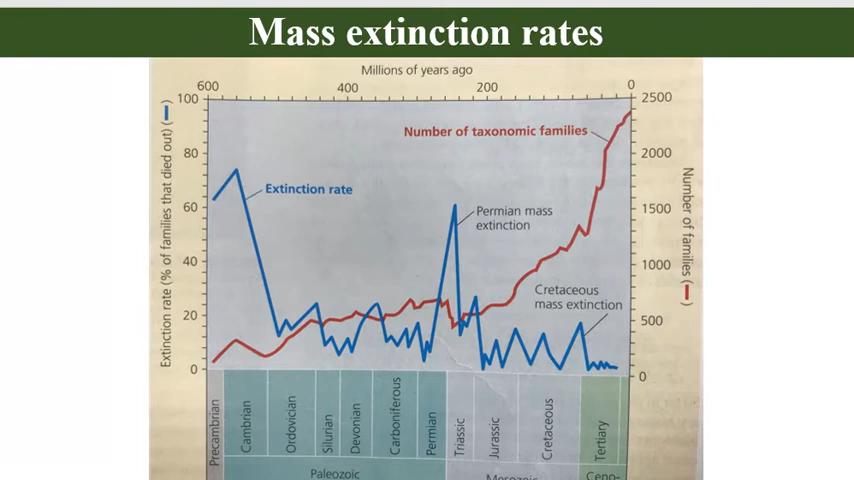 Mass extinction rates
Millions of years ago
600
400
200
0
100
80
60
40
20
0
Extinction rate (% of families that died out) (—)
2500
2000
1500
1000
500
0
Number of families (—)
Number of taxonomic families
Extinction rate
Permian mass
extinction
Cretaceous
mass extinction
Precambrian
Cambrian
Ordovician
Silurian
Devonian
Carboniferous
Permian
Triassic
Jurassic
Cretaceous
Tertiary
Paleozoic
Mesozoic
Ceno-